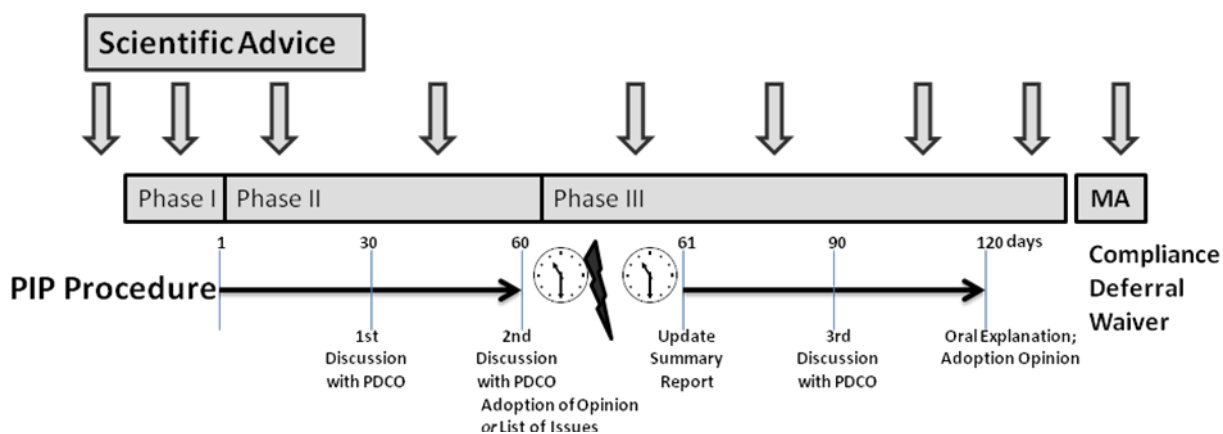 Scientific Advice
Phase I
Phase II
Phase III
MA
1
30
60
61
90
120 days
PIP Procedure
1st
Discussion
with PDCO
2nd
Discussion
with PDCO
Adoption of Opinion
or List of Issues
Update
Summary
Report
3rd
Discussion
with PDCO
Oral Explanation;
Adoption Opinion
Compliance
Deferral
Waiver